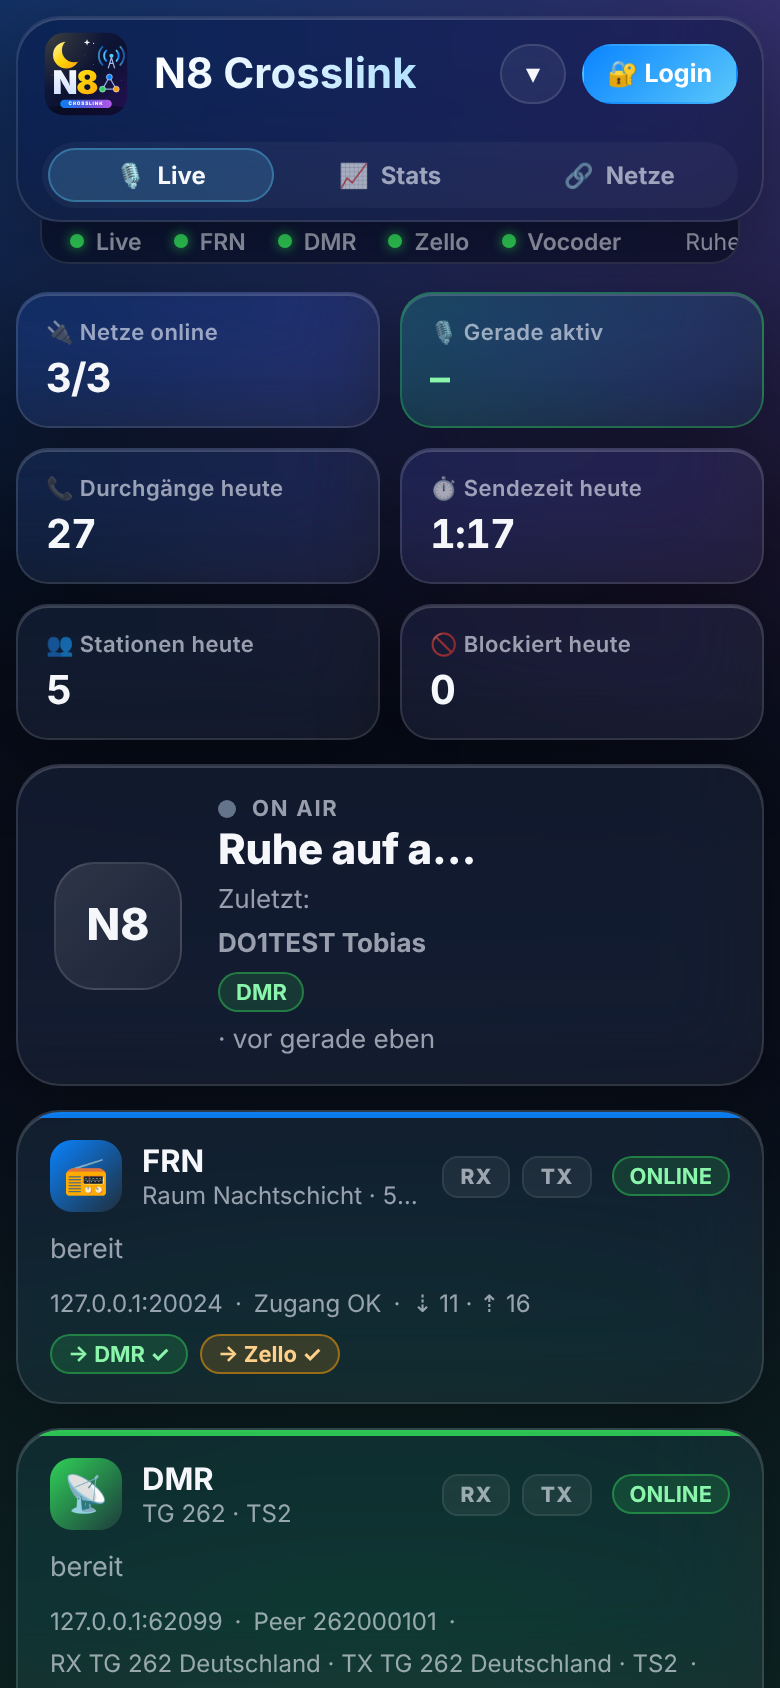 N8
CROSSLINK
N8 Crosslink
▼
🔐 Login
🎙️ Live
📈 Stats
🔗 Netze
Live
FRN
DMR
Zello
Vocoder
Ruhe
🔌 Netze online
3/3
🎙️ Gerade aktiv
–
📞 Durchgänge heute
27
⏱️ Sendezeit heute
1:17
👥 Stationen heute
5
🚫 Blockiert heute
0
N8
ON AIR
Ruhe auf a…
Zuletzt:
DO1TEST Tobias
DMR
· vor gerade eben
FRN
Raum Nachtschicht · 5…
RX
TX
ONLINE
bereit
127.0.0.1:20024 · Zugang OK · ⇣ 11 · ⇡ 16
→ DMR ✓
→ Zello ✓
DMR
TG 262 · TS2
RX
TX
ONLINE
bereit
127.0.0.1:62099 · Peer 262000101 ·
RX TG 262 Deutschland · TX TG 262 Deutschland · TS2 ·